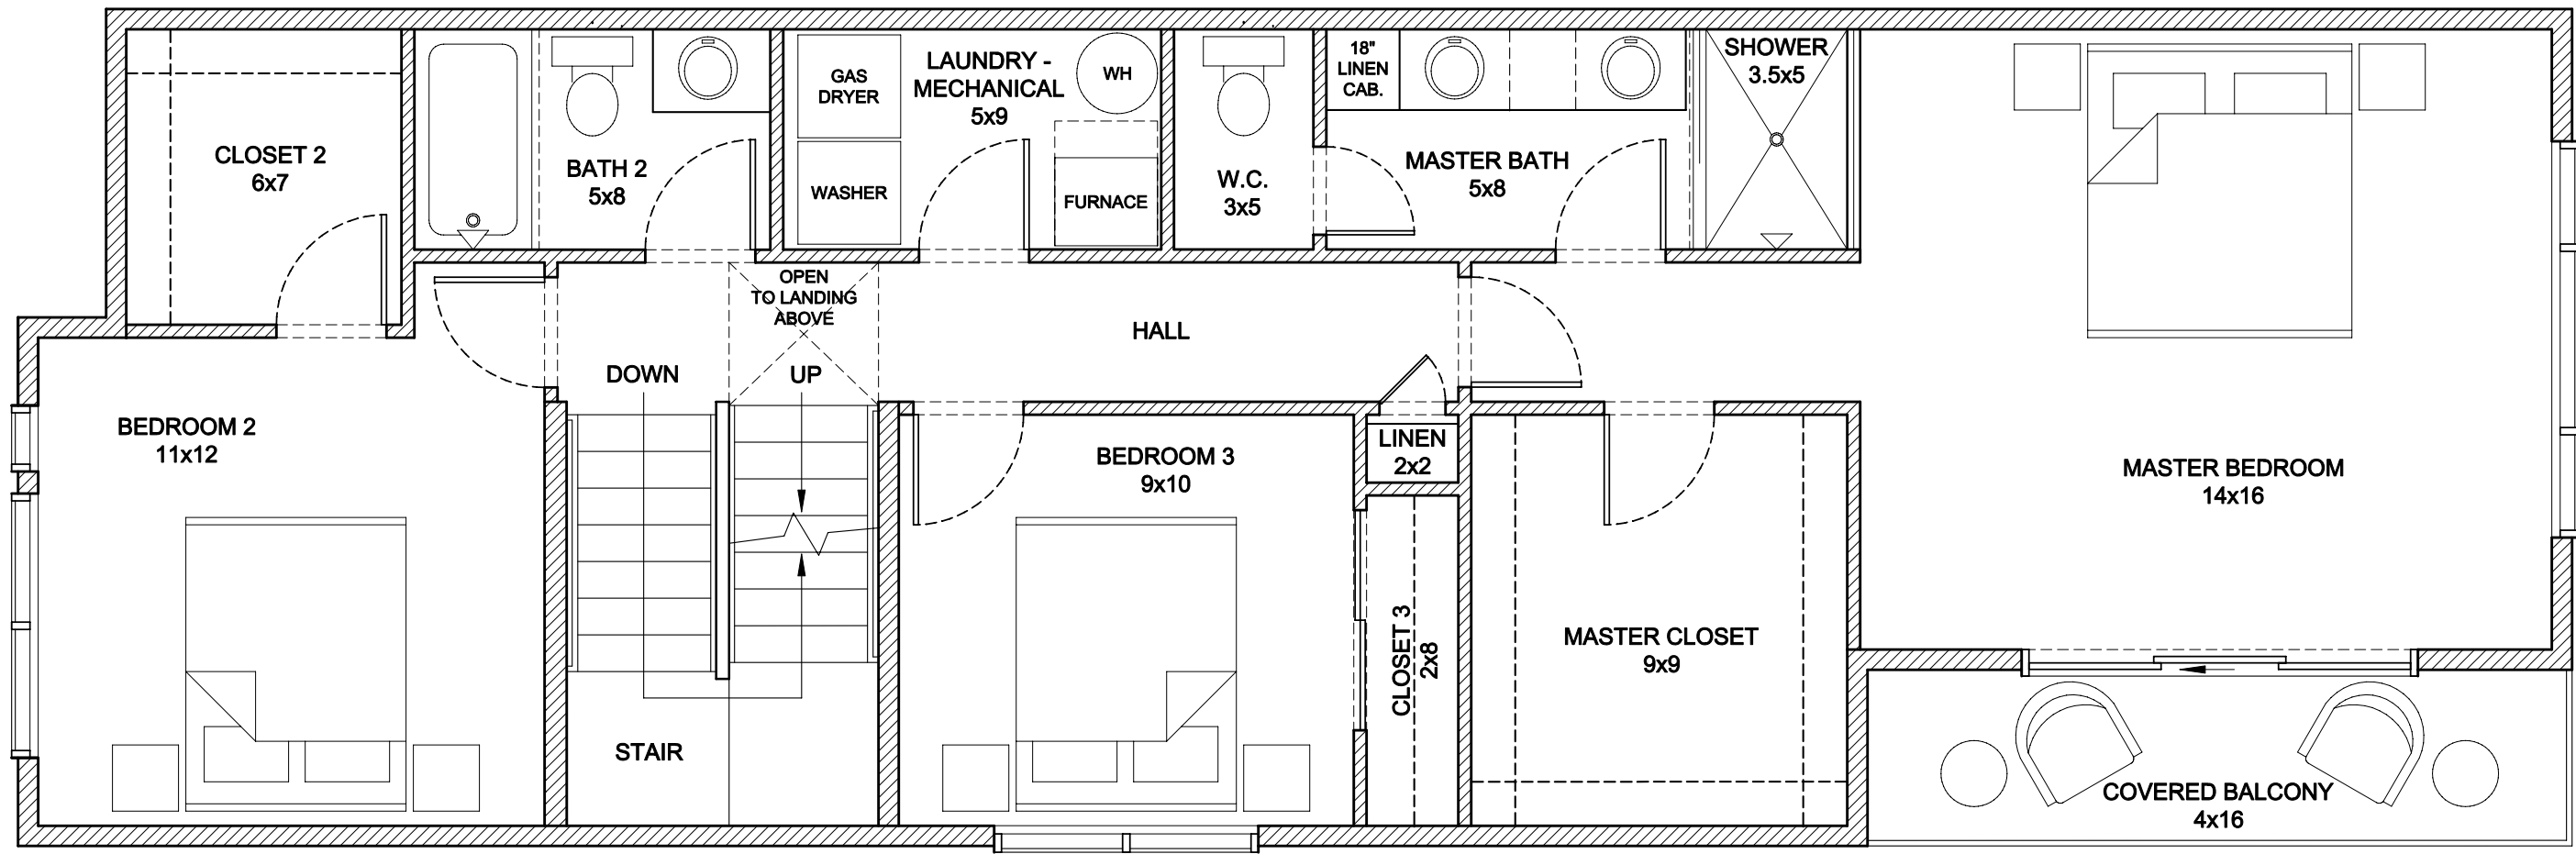 CLOSET 2
6x7
BATH 2
5x8
GAS
DRYER
WASHER
LAUNDRY -
MECHANICAL
5x9
WH
FURNACE
W.C.
3x5
18"
LINEN
CAB.
MASTER BATH
5x8
SHOWER
3.5x5
OPEN
TO LANDING
ABOVE
HALL
DOWN
UP
BEDROOM 2
11x12
STAIR
BEDROOM 3
9x10
LINEN
2x2
CLOSET 3
2x8
MASTER CLOSET
9x9
MASTER BEDROOM
14x16
COVERED BALCONY
4x16